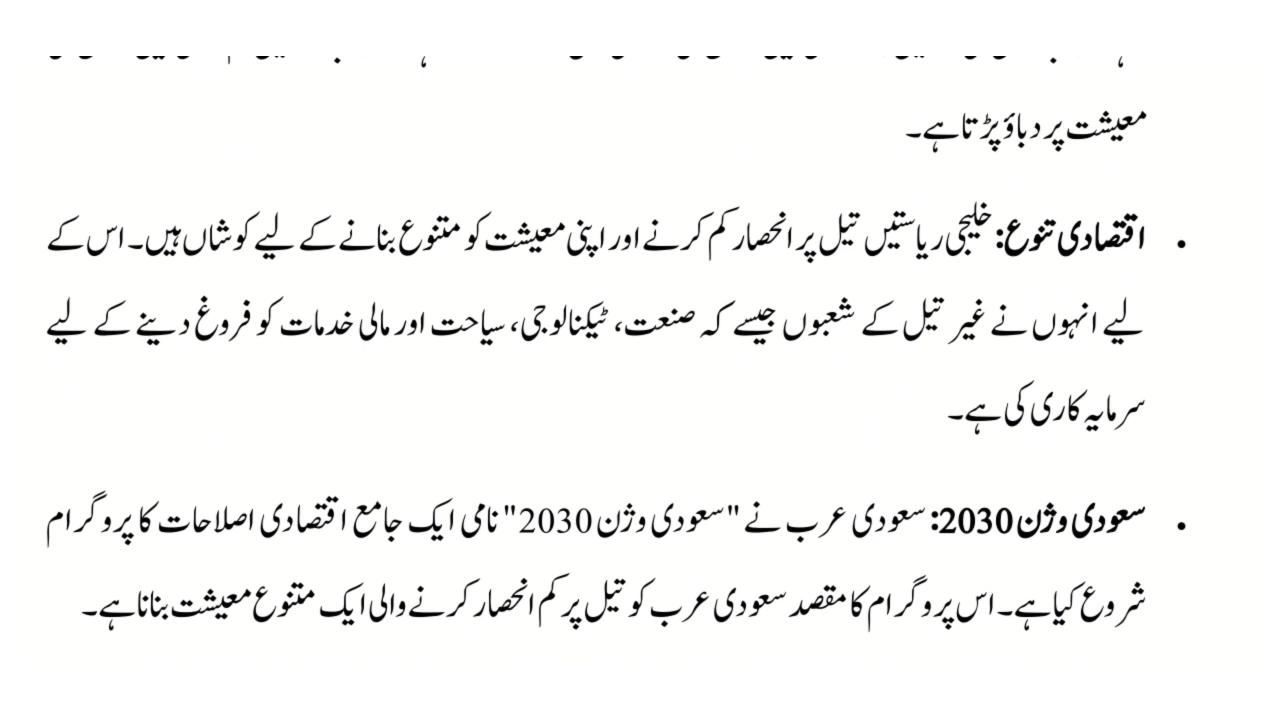 معیشت پر دباؤ پڑتا ہے۔
• اقتصادی تنوع: خلیجی ریاستیں تیل پر انحصار کم کرنے اور اپنی معیشت کو متنوع بنانے کے لیے کوشاں ہیں۔ اس کے
لیے انہوں نے غیر تیل کے شعبوں جیسے کہ صنعت، ٹیکنالوجی، سیاحت اور مالی خدمات کو فروغ دینے کے لیے
سرمایہ کاری کی ہے۔
• سعودی وژن 2030: سعودی عرب نے "سعودی وژن 2030" نامی ایک جامع اقتصادی اصلاحات کا پروگرام
شروع کیا ہے۔ اس پروگرام کا مقصد سعودی عرب کو تیل پر کم انحصار کرنے والی ایک متنوع معیشت بنانا ہے۔